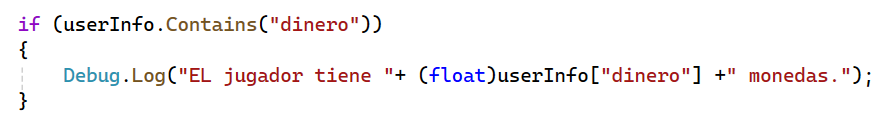 if (userInfo.Contains("dinero"))
{
    Debug.Log("EL jugador tiene "+ (float)userInfo["dinero"] +" monedas.");
}